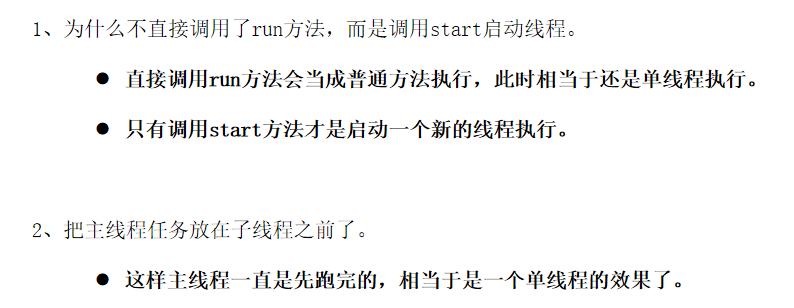 1、为什么不直接调用了run方法，而是调用start启动线程。
● 直接调用run方法会当成普通方法执行，此时相当于还是单线程执行。
● 只有调用start方法才是启动一个新的线程执行。
2、把主线程任务放在子线程之前了。
● 这样主线程一直是先跑完的，相当于是一个单线程的效果了。